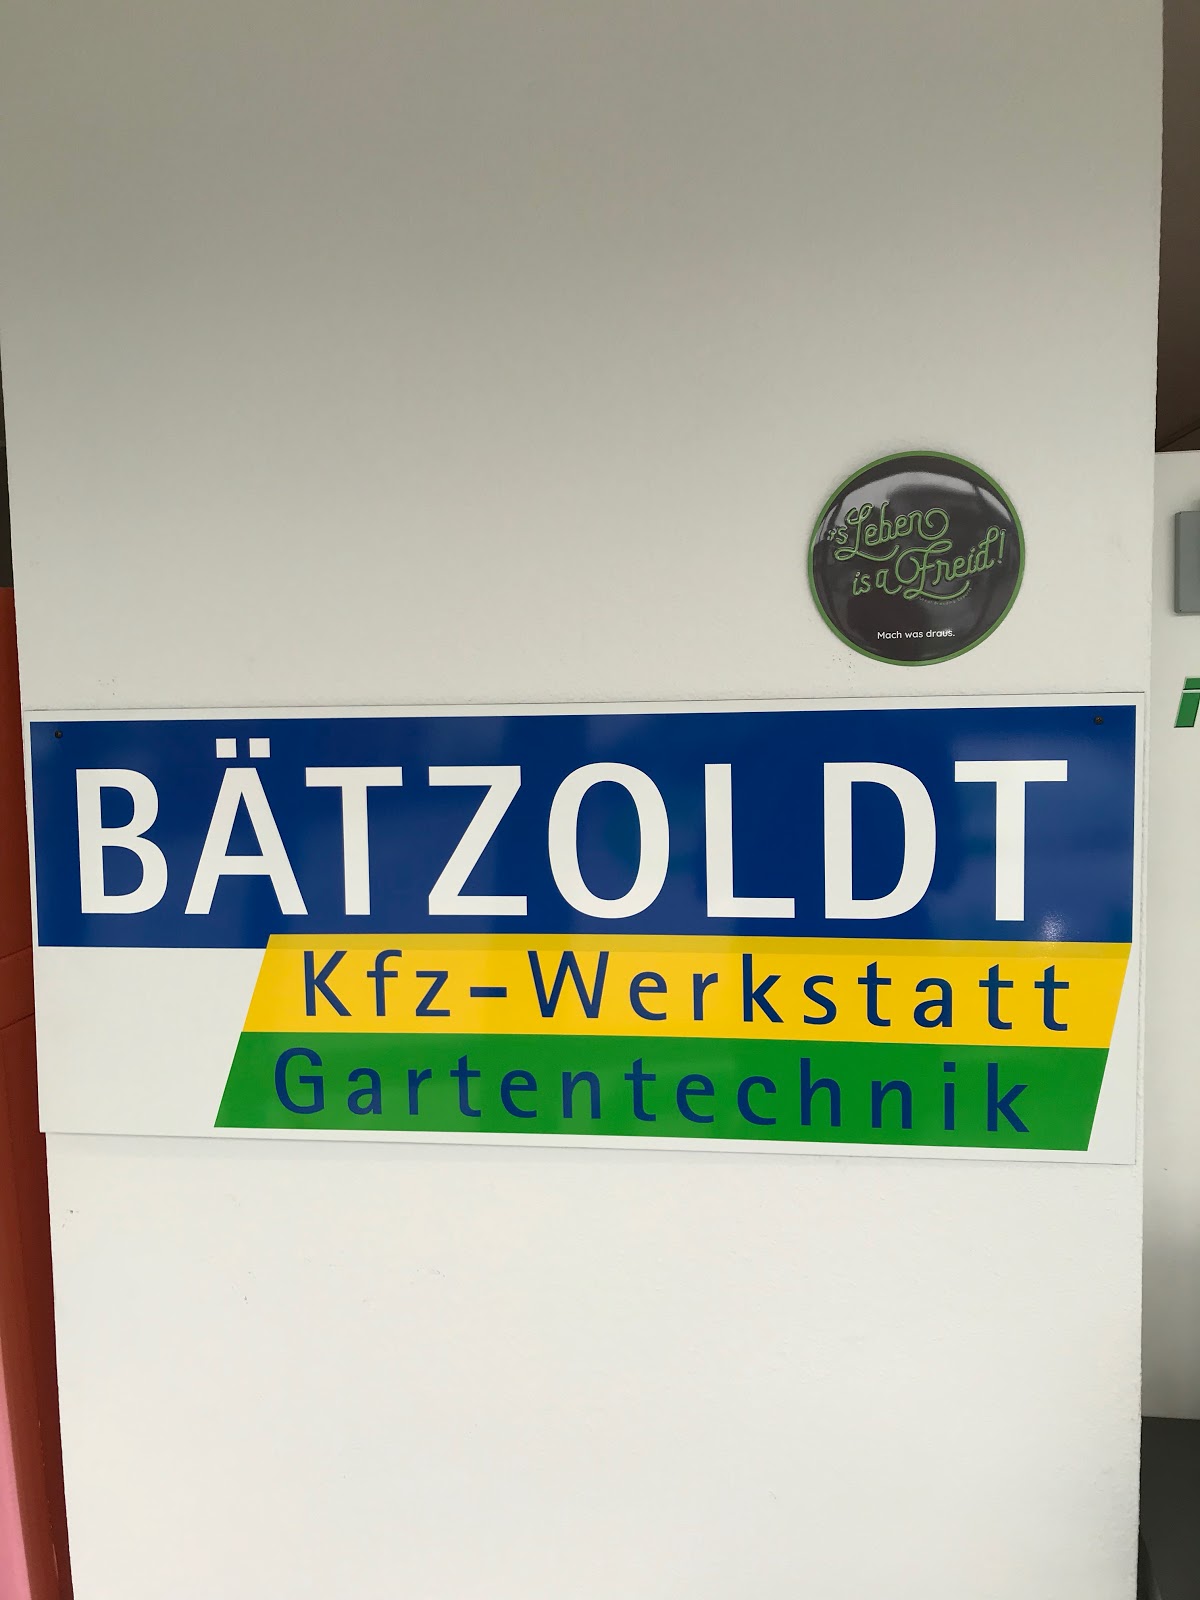 's Leben
is a Freid!
Mach was draus.
BÄTZOLDT
Kfz-Werkstatt
Gartentechnik